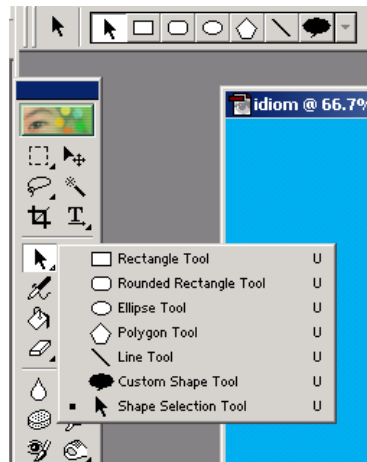 idiom @ 66.7%
Rectangle Tool U
Rounded Rectangle Tool U
Ellipse Tool U
Polygon Tool U
Line Tool U
Custom Shape Tool U
Shape Selection Tool U